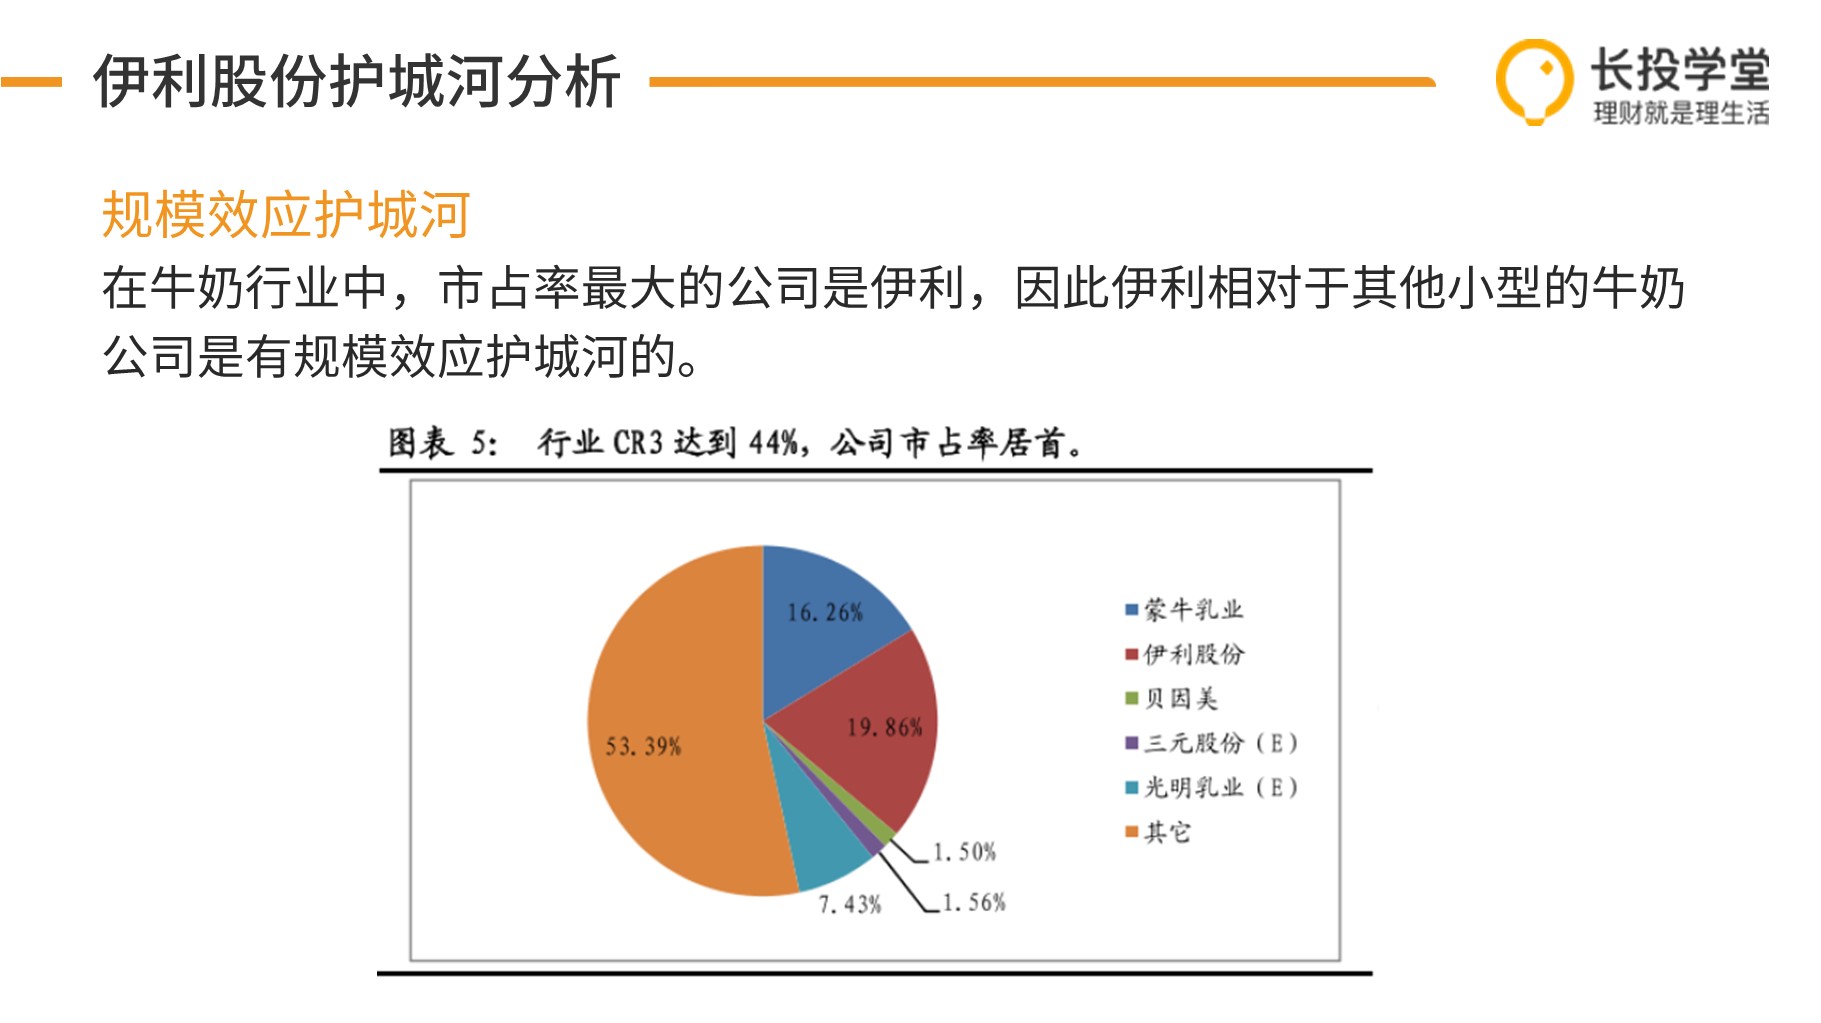 伊利股份护城河分析
长投学堂
理财就是理生活
规模效应护城河
在牛奶行业中，市占率最大的公司是伊利，因此伊利相对于其他小型的牛奶
公司是有规模效应护城河的。
图表 5： 行业CR3达到44%，公司市占率居首。
16.26%
19.86%
53.39%
1.50%
1.56%
7.43%
蒙牛乳业
伊利股份
贝因美
三元股份（E）
光明乳业（E）
其它